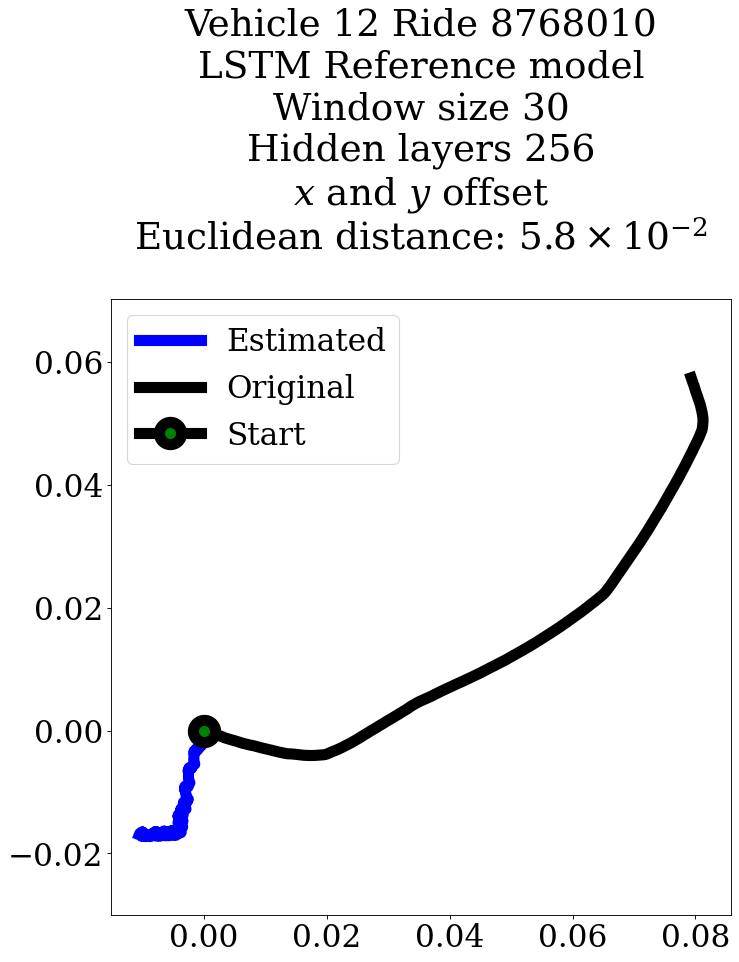 Vehicle 12 Ride 8768010
LSTM Reference model
Window size 30
Hidden layers 256
x and y offset
Euclidean distance: 5.8 × 10⁻²
Estimated
Original
Start
0.06
0.04
0.02
0.00
−0.02
0.00 0.02 0.04 0.06 0.08